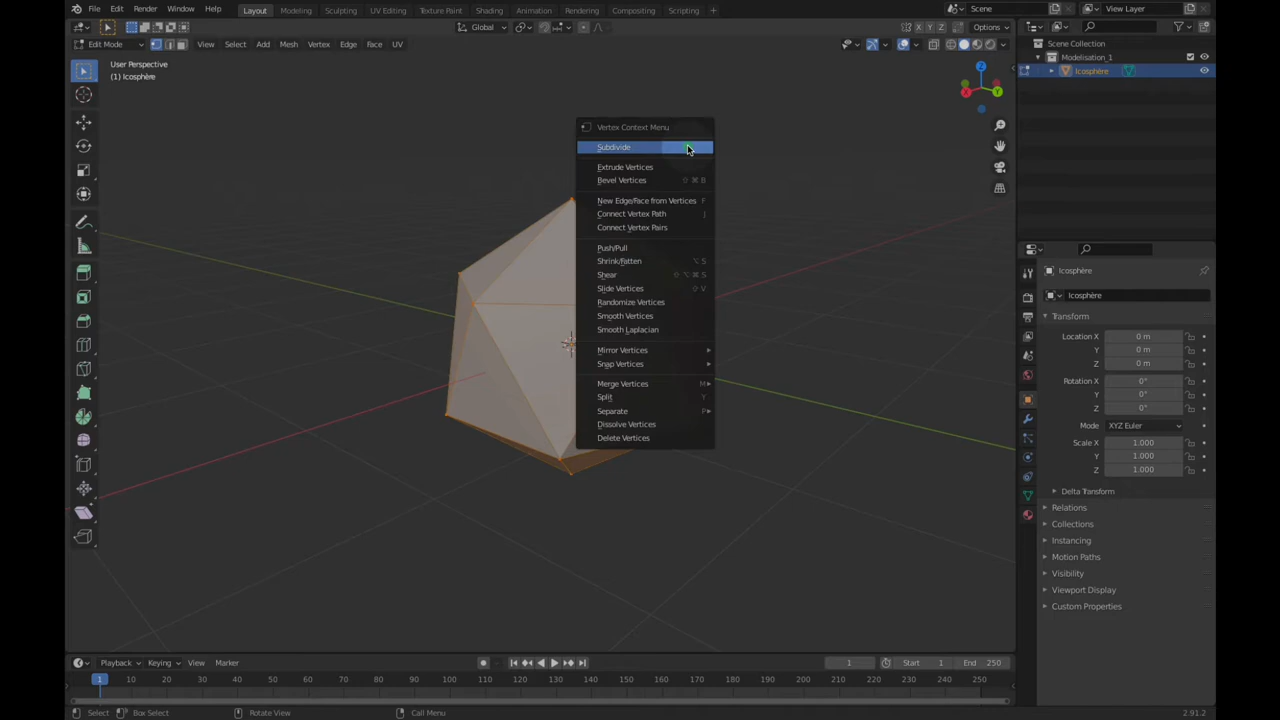 File Edit Render Window Help Layout Modeling Sculpting UV Editing Texture Paint Shading Animation Rendering Compositing Scripting + Scene View Layer
Global Options
Edit Mode View Select Add Mesh Vertex Edge Face UV
User Perspective
(1) Icosphère
Z
X
Y
Scene Collection
Modelisation_1
Icosphère
Vertex Context Menu
Subdivide
Extrude Vertices
Bevel Vertices ⇧ ⌘ B
New Edge/Face from Vertices F
Connect Vertex Path J
Connect Vertex Pairs
Push/Pull
Shrink/Fatten ⌥ S
Shear ⇧ ⌥ ⌘ S
Slide Vertices ⇧ V
Randomize Vertices
Smooth Vertices
Smooth Laplacian
Mirror Vertices
Snap Vertices
Merge Vertices M
Split Y
Separate P
Dissolve Vertices
Delete Vertices
Icosphère
Icosphère
Transform
Location X 0 m
Y 0 m
Z 0 m
Rotation X 0°
Y 0°
Z 0°
Mode XYZ Euler
Scale X 1.000
Y 1.000
Z 1.000
Delta Transform
Relations
Collections
Instancing
Motion Paths
Visibility
Viewport Display
Custom Properties
Playback Keying View Marker 1 Start 1 End 250
1 10 20 30 40 50 60 70 80 90 100 110 120 130 140 150 160 170 180 190 200 210 220 230 240 250
Select Box Select Rotate View Call Menu 2.91.2